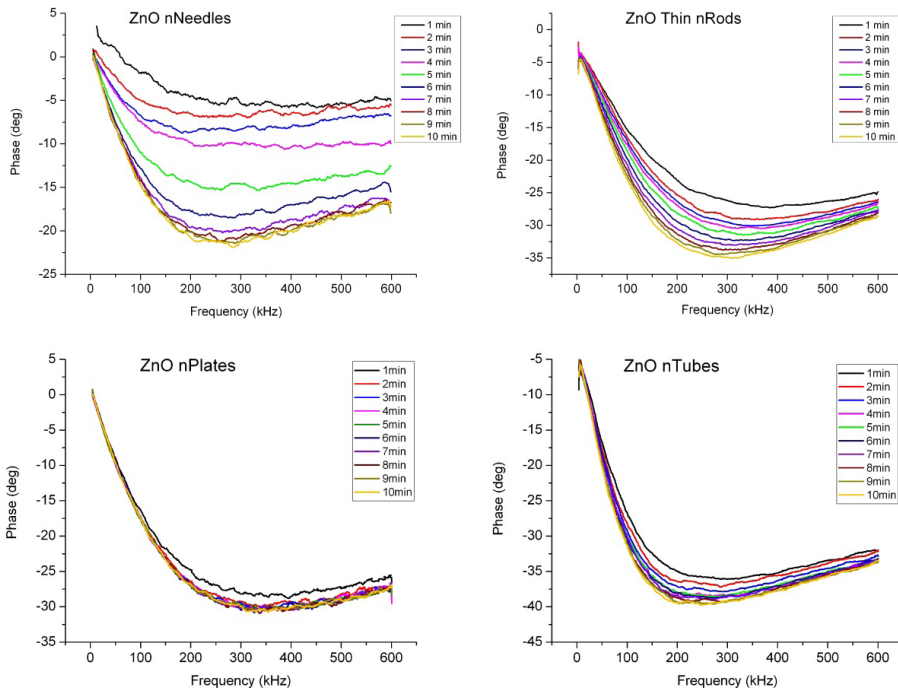 ZnO nNeedles
1 min
2 min
3 min
4 min
5 min
6 min
7 min
8 min
9 min
10 min
5
0
-5
-10
-15
-20
-25
Phase (deg)
0 100 200 300 400 500 600
Frequency (kHz)
ZnO Thin nRods
1 min
2 min
3 min
4 min
5 min
6 min
7 min
8 min
9 min
10 min
0
-5
-10
-15
-20
-25
-30
-35
Phase (deg)
0 100 200 300 400 500 600
Frequency (kHz)
ZnO nPlates
1min
2min
3min
4min
5min
6min
7min
8min
9min
10min
5
0
-5
-10
-15
-20
-25
-30
-35
Phase (deg)
0 100 200 300 400 500 600
Frequency (kHz)
ZnO nTubes
1min
2min
3min
4min
5min
6min
7min
8min
9min
10min
-5
-10
-15
-20
-25
-30
-35
-40
-45
Phase (deg)
0 100 200 300 400 500 600
Frequency (kHz)